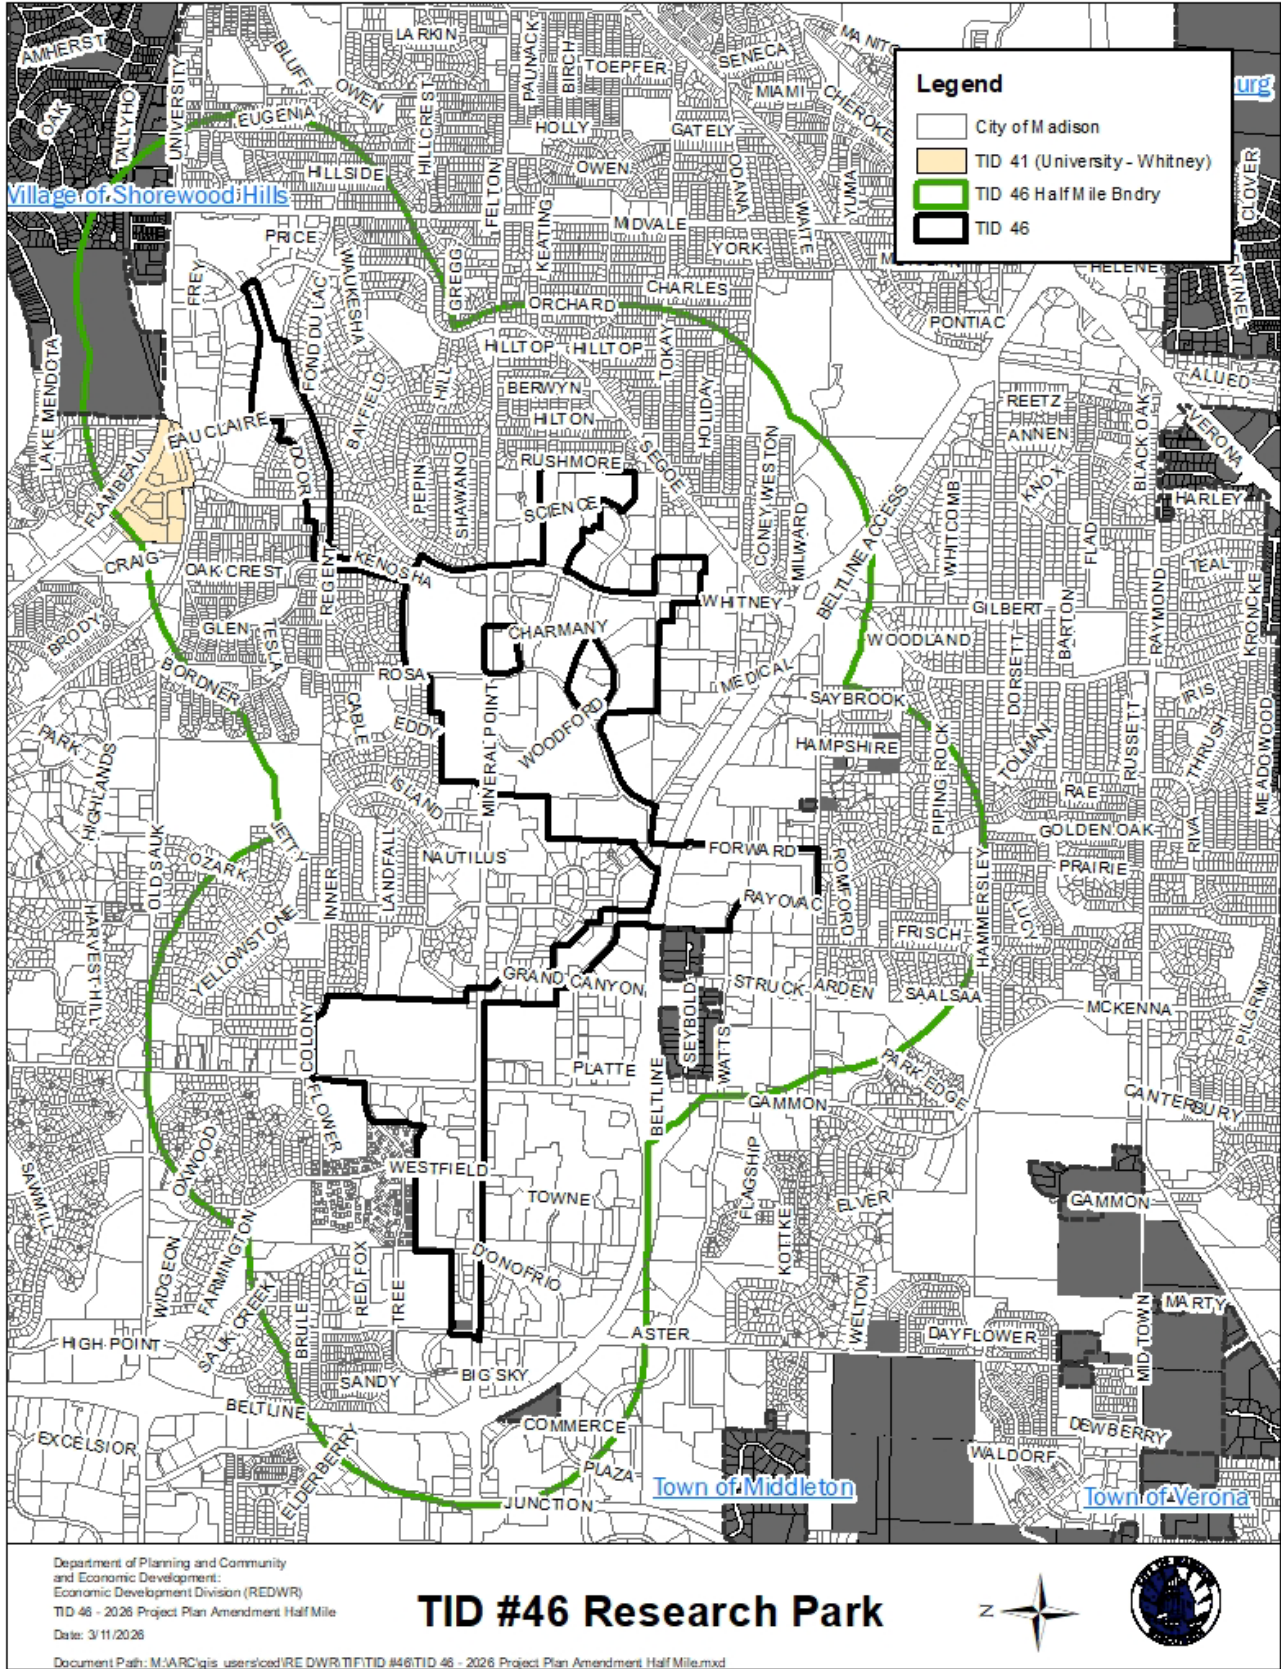 LARKIN
MANITO
AMHERST
BLUFF
PAUNACK
BIRCH
SENECA
TOEPFER
Legend
MIAMI
OWEN
CHEROKEE
OAK
TALLYHO
UNIVERSITY
EUGENIA
HILLCREST
HOLLY
GATELY
City of Madison
TID 41 (University - Whitney)
TID 46 Half Mile Bndry
TID 46
HILLSIDE
OWEN
ODANA
YUMA
CLOVER
Village of Shorewood Hills
FELTON
KEATING
MIDVALE
WAITE
PRICE
YORK
HELENE
FREY
WAUKESHA
GREGG
CHARLES
ORCHARD
FOND DU LAC
PONTIAC
HILLTOP
HILLTOP
TOKAY
LAKE MENDOTA
ALLIED
HILL
BERWYN
BAYFIELD
HILTON
HOLIDAY
REETZ
EAU CLAIRE
ANNEN
BLACK OAK
VERONA
SEGOE
CONEY WESTON
RUSHMORE
DOOR
PEPIN
SHAWANO
KNOX
FLAMBEAU
SCIENCE
WHITCOMB
HARLEY
MILWARD
BELTLINE ACCESS
FLAD
CRAIG
OAK CREST
REGENT
KENOSHA
TEAL
RAYMOND
KRONCKE
WHITNEY
GILBERT
BARTON
BRODY
GLEN
TESLA
CHARMANY
WOODLAND
DORSETT
BORDNER
ROSA
MEDICAL
SAYBROOK
IRIS
MINERAL POINT
WOODFORD
CABLE
EDDY
HAMPSHIRE
PIPING ROCK
TOLMAN
RUSSETT
THRUSH
MEADOWOOD
PARK
HIGHLANDS
ISLAND
RAE
OLD SAUK
JETTY
FORWARD
GOLDEN OAK
RIVA
OZARK
NAUTILUS
LANDFALL
INNER
ROMFORD
PRAIRIE
RAYOVAC
HAMMERSLEY
LUCY
HARVEST HILL
YELLOWSTONE
FRISCH
GRAND CANYON
STRUCK
ARDEN
SAALSAA
MCKENNA
PILGRIM
COLONY
SEYBOLD
WATTS
PLATTE
BELTLINE
PARK EDGE
GAMMON
CANTERBURY
FLOWER
OXWOOD
SAWMILL
WESTFIELD
TOWNE
FLAGSHIP
ELVER
GAMMON
KOTTKE
WIDGEON
FARMINGTON
RED FOX
TREE
D'ONOFRIO
SAUK CREEK
BRULE
WELTON
MID TOWN
MARTY
HIGH POINT
ASTER
DAYFLOWER
SANDY
BIG SKY
BELTLINE
COMMERCE
EXCELSIOR
ELDERBERRY
DEWBERRY
WALDORF
PLAZA
JUNCTION
Town of Middleton
Town of Verona
Department of Planning and Community
and Economic Development:
Economic Development Division (REDWR)
TID 46 - 2026 Project Plan Amendment Half Mile
Date: 3/11/2026
TID #46 Research Park
N
Document Path: M:\ARC\gis_users\ced\REDWR\TIF\TID #46\TID 46 - 2026 Project Plan Amendment Half Mile.mxd